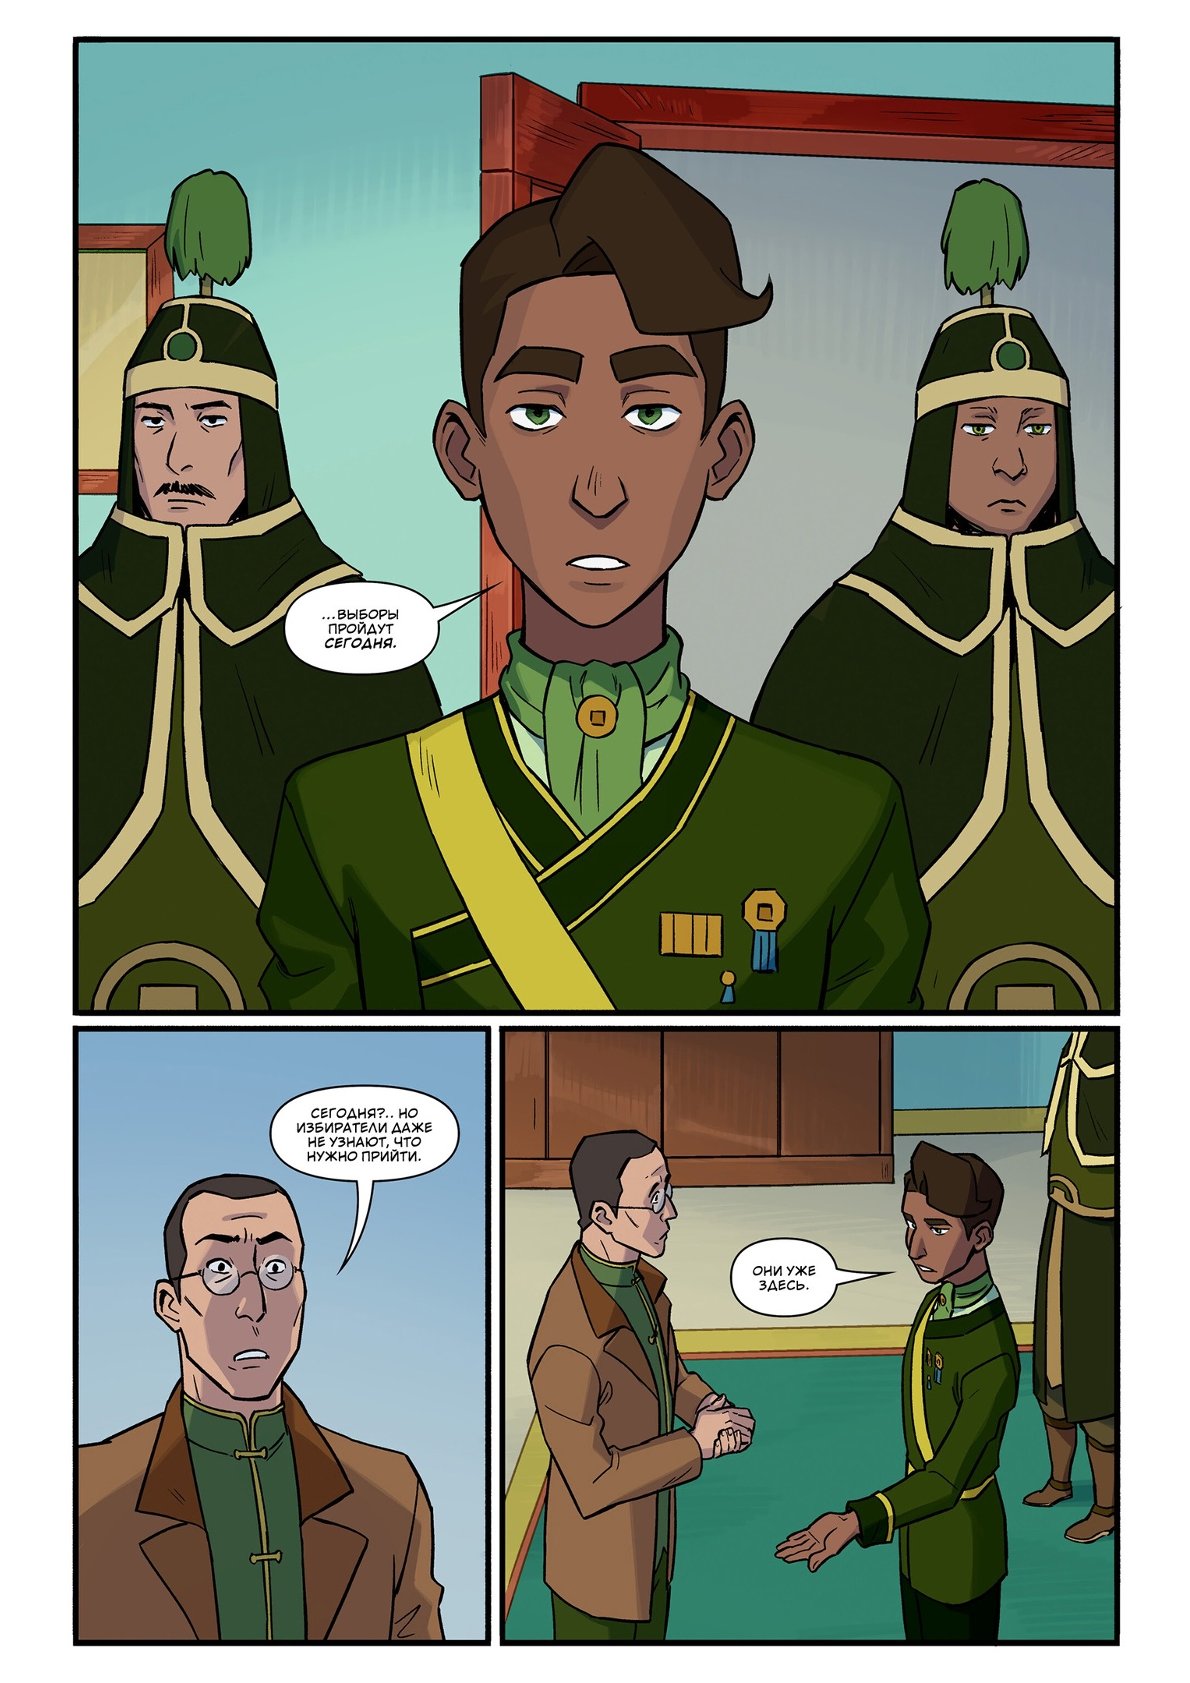 ...ВЫБОРЫ
ПРОЙДУТ
СЕГОДНЯ.
СЕГОДНЯ?.. НО
ИЗБИРАТЕЛИ ДАЖЕ
НЕ УЗНАЮТ, ЧТО
НУЖНО ПРИЙТИ.
ОНИ УЖЕ
ЗДЕСЬ.